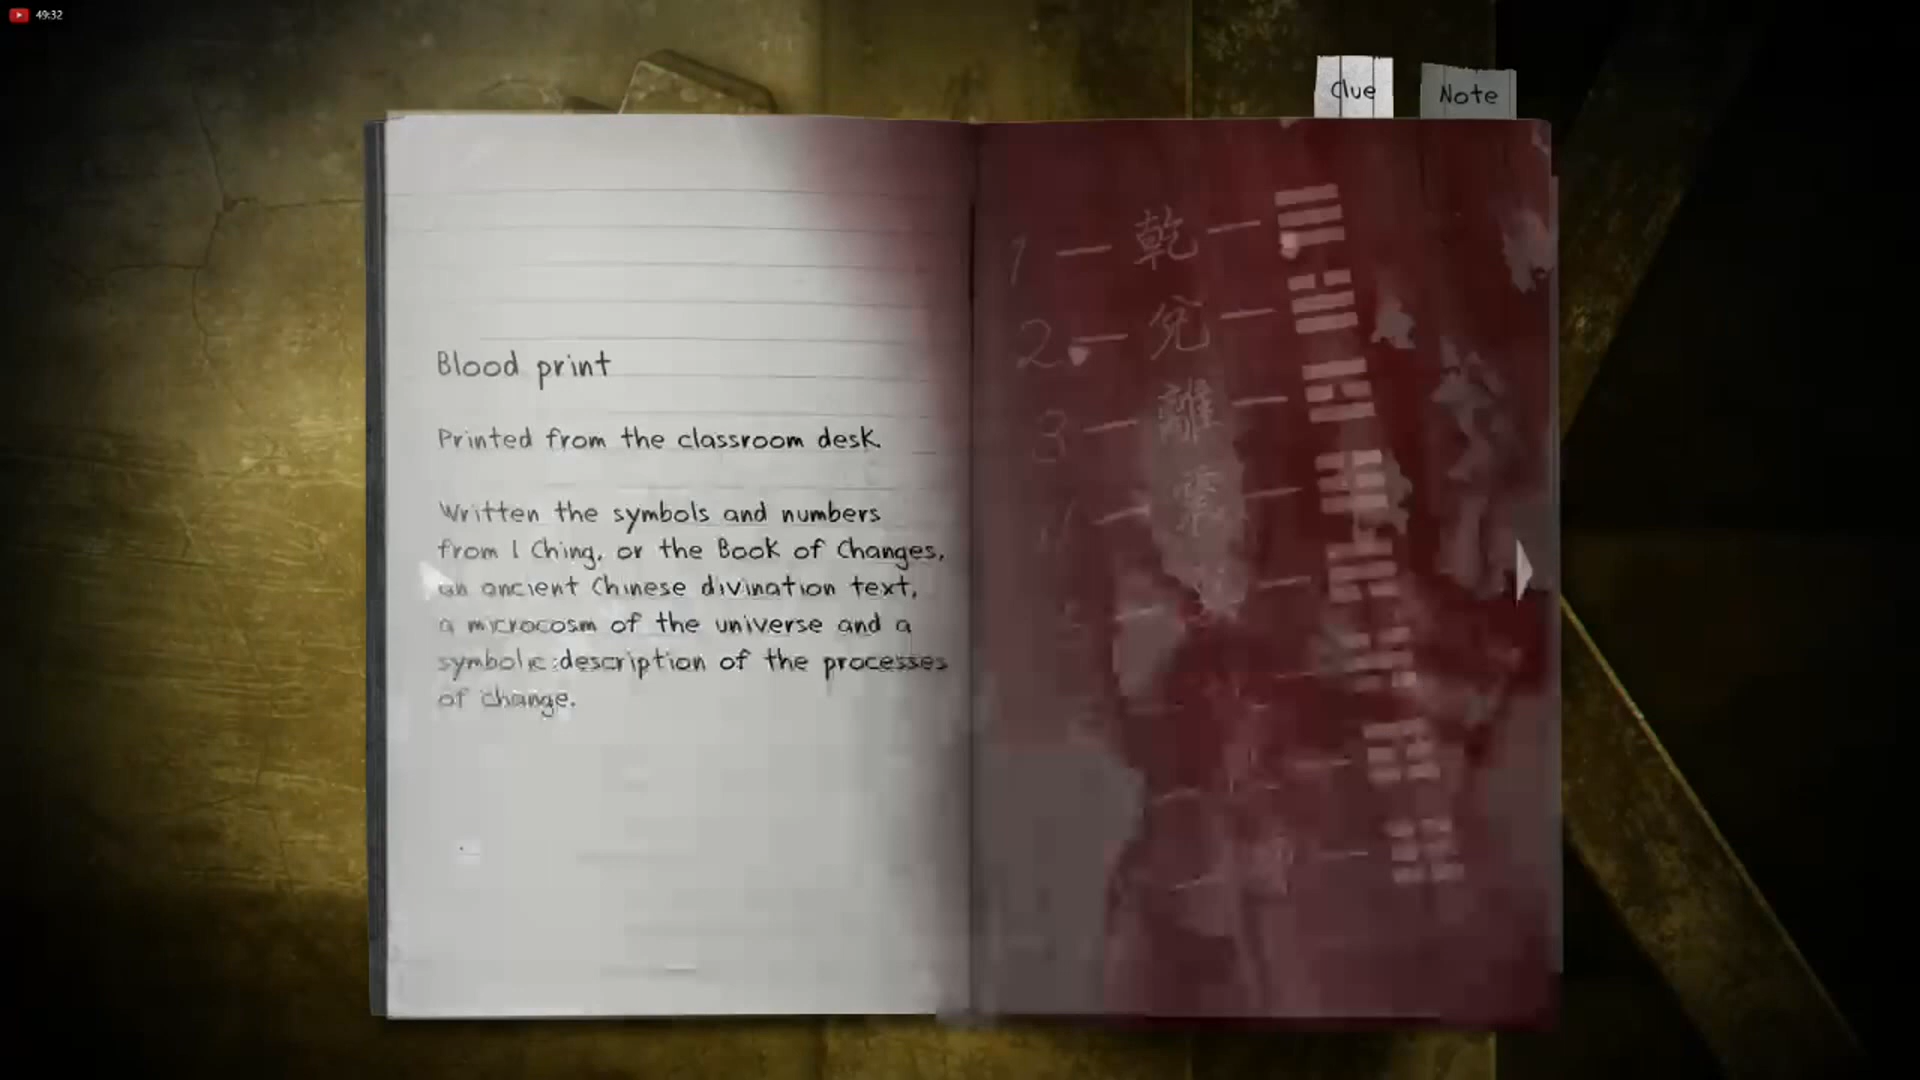 49:32
Clue
Note
Blood print
Printed from the classroom desk.
Written the symbols and numbers
from I Ching, or the Book of Changes,
an ancient Chinese divination text,
a microcosm of the universe and a
symbolic description of the processes
of change.
1 — 乾 — ☰
2 — 兌 — ☱
3 — 離 — ☲